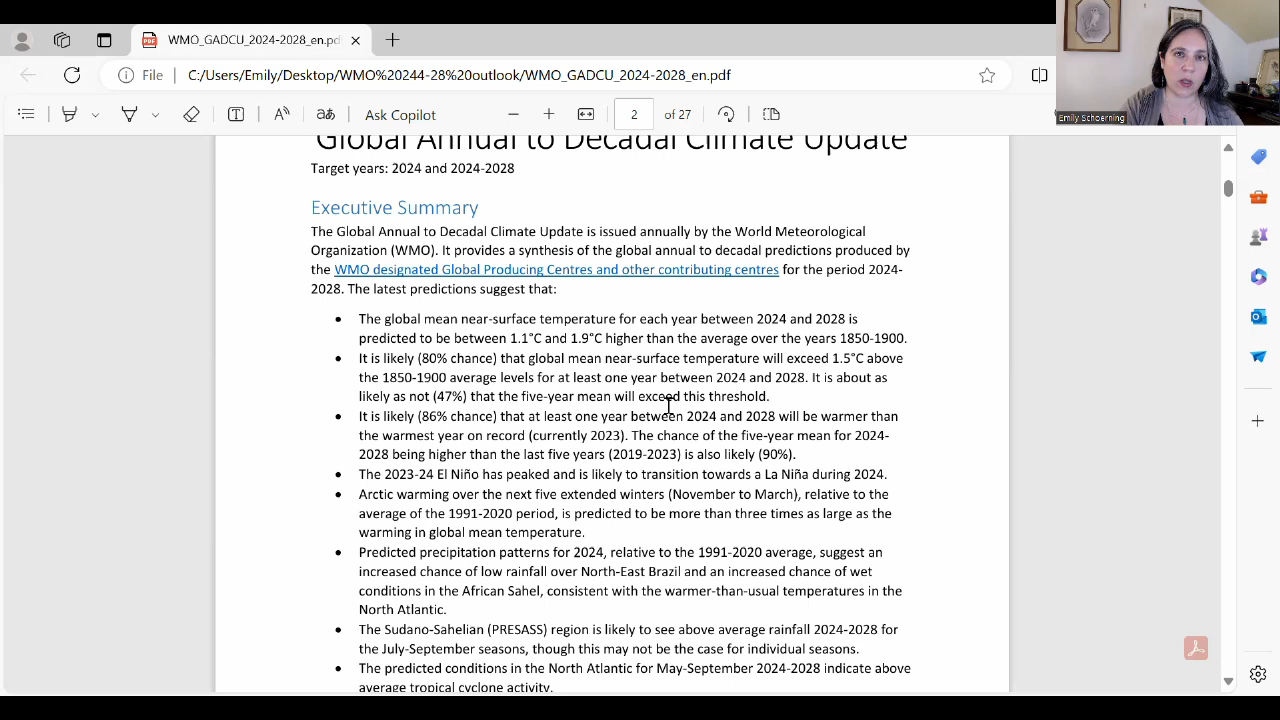 WMO_GADCU_2024-2028_en.pd
File
C:/Users/Emily/Desktop/WMO%20244-28%20outlook/WMO_GADCU_2024-2028_en.pdf
Ask Copilot
2
of 27
Emily Schoerning
Global Annual to Decadal Climate Update
Target years: 2024 and 2024-2028
Executive Summary
The Global Annual to Decadal Climate Update is issued annually by the World Meteorological
Organization (WMO). It provides a synthesis of the global annual to decadal predictions produced by
the WMO designated Global Producing Centres and other contributing centres for the period 2024-
2028. The latest predictions suggest that:
• The global mean near-surface temperature for each year between 2024 and 2028 is
predicted to be between 1.1°C and 1.9°C higher than the average over the years 1850-1900.
• It is likely (80% chance) that global mean near-surface temperature will exceed 1.5°C above
the 1850-1900 average levels for at least one year between 2024 and 2028. It is about as
likely as not (47%) that the five-year mean will exceed this threshold.
• It is likely (86% chance) that at least one year between 2024 and 2028 will be warmer than
the warmest year on record (currently 2023). The chance of the five-year mean for 2024-
2028 being higher than the last five years (2019-2023) is also likely (90%).
• The 2023-24 El Niño has peaked and is likely to transition towards a La Niña during 2024.
• Arctic warming over the next five extended winters (November to March), relative to the
average of the 1991-2020 period, is predicted to be more than three times as large as the
warming in global mean temperature.
• Predicted precipitation patterns for 2024, relative to the 1991-2020 average, suggest an
increased chance of low rainfall over North-East Brazil and an increased chance of wet
conditions in the African Sahel, consistent with the warmer-than-usual temperatures in the
North Atlantic.
• The Sudano-Sahelian (PRESASS) region is likely to see above average rainfall 2024-2028 for
the July-September seasons, though this may not be the case for individual seasons.
• The predicted conditions in the North Atlantic for May-September 2024-2028 indicate above
average tropical cyclone activity.